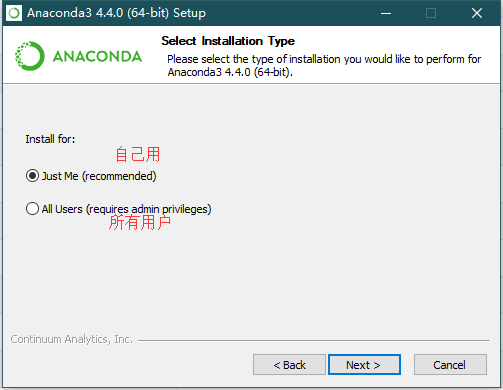 Anaconda3 4.4.0 (64-bit) Setup
ANACONDA
Select Installation Type
Please select the type of installation you would like to perform for
Anaconda3 4.4.0 (64-bit).
Install for:
自己用
Just Me (recommended)
All Users (requires admin privileges)
所有用户
Continuum Analytics, Inc.
< Back
Next >
Cancel